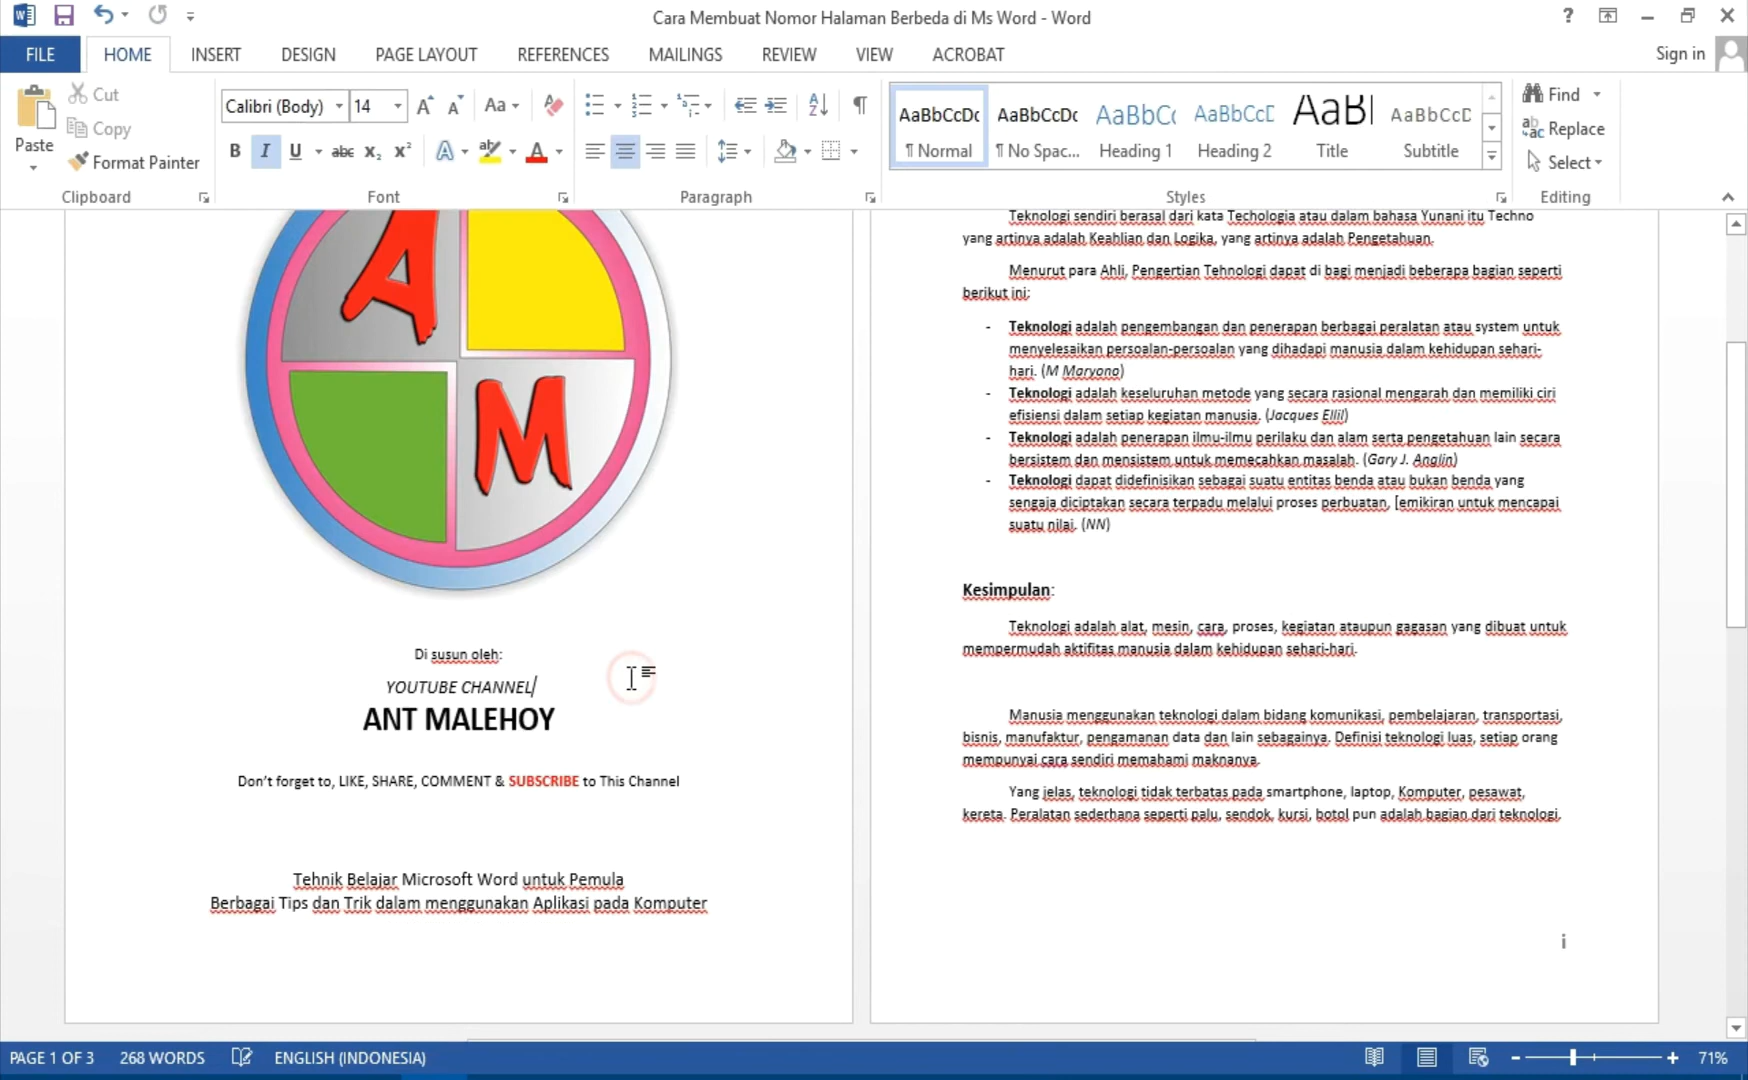 Cara Membuat Nomor Halaman Berbeda di Ms Word - Word
FILE HOME INSERT DESIGN PAGE LAYOUT REFERENCES MAILINGS REVIEW VIEW ACROBAT
Sign in
Paste
Cut
Copy
Format Painter
Clipboard
Calibri (Body) 14
Aa
B I U abc X₂ X² A ab A
Font
Paragraph
AaBbCcDc AaBbCcDc AaBbCc AaBbCcD AaB AaBbCcD
¶ Normal ¶ No Spac... Heading 1 Heading 2 Title Subtitle
Styles
Find
Replace
Select
Editing
A
M
Di susun oleh:
YOUTUBE CHANNEL
ANT MALEHOY
Don't forget to, LIKE, SHARE, COMMENT & SUBSCRIBE to This Channel
Tehnik Belajar Microsoft Word untuk Pemula
Berbagai Tips dan Trik dalam menggunakan Aplikasi pada Komputer
Teknologi sendiri berasal dari kata Techologia atau dalam bahasa Yunani itu Techno
yang artinya adalah Keahlian dan Logika, yang artinya adalah Pengetahuan.
Menurut para Ahli, Pengertian Tehnologi dapat di bagi menjadi beberapa bagian seperti
berikut ini:
- Teknologi adalah pengembangan dan penerapan berbagai peralatan atau system untuk
menyelesaikan persoalan-persoalan yang dihadapi manusia dalam kehidupan sehari-
hari. (M Maryono)
- Teknologi adalah keseluruhan metode yang secara rasional mengarah dan memiliki ciri
efisiensi dalam setiap kegiatan manusia. (Jacques Ellil)
- Teknologi adalah penerapan ilmu-ilmu perilaku dan alam serta pengetahuan lain secara
bersistem dan mensistem untuk memecahkan masalah. (Gary J. Anglin)
- Teknologi dapat didefinisikan sebagai suatu entitas benda atau bukan benda yang
sengaja diciptakan secara terpadu melalui proses perbuatan, [emikiran untuk mencapai
suatu nilai. (NN)
Kesimpulan:
Teknologi adalah alat, mesin, cara, proses, kegiatan ataupun gagasan yang dibuat untuk
mempermudah aktifitas manusia dalam kehidupan sehari-hari.
Manusia menggunakan teknologi dalam bidang komunikasi, pembelajaran, transportasi,
bisnis, manufaktur, pengamanan data dan lain sebagainya. Definisi teknologi luas, setiap orang
mempunyai cara sendiri memahami maknanya.
Yang jelas, teknologi tidak terbatas pada smartphone, laptop, Komputer, pesawat,
kereta. Peralatan sederhana seperti palu, sendok, kursi, botol pun adalah bagian dari teknologi.
i
PAGE 1 OF 3 268 WORDS ENGLISH (INDONESIA) 71%